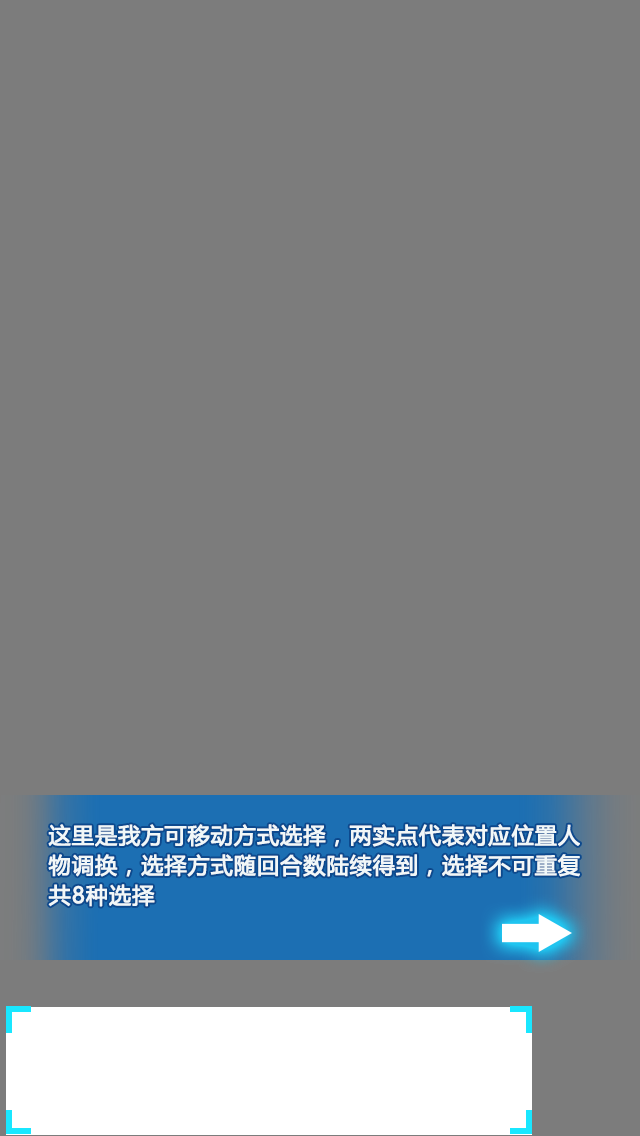 这里是我方可移动方式选择，两实点代表对应位置人
物调换，选择方式随回合数陆续得到，选择不可重复
共8种选择